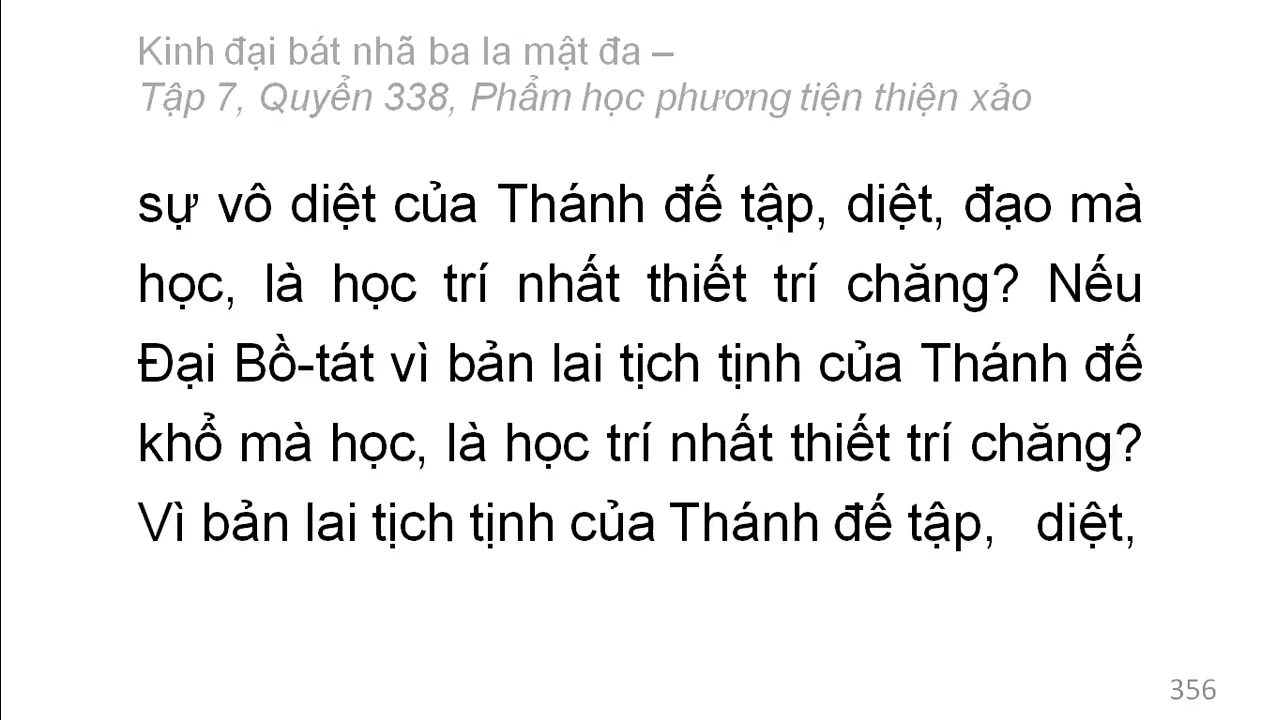 Kinh đại bát nhã ba la mật đa –
Tập 7, Quyển 338, Phẩm học phương tiện thiện xảo
sự vô diệt của Thánh đế tập, diệt, đạo mà
học, là học trí nhất thiết trí chăng? Nếu
Đại Bồ-tát vì bản lai tịch tịnh của Thánh đế
khổ mà học, là học trí nhất thiết trí chăng?
Vì bản lai tịch tịnh của Thánh đế tập, diệt,
356